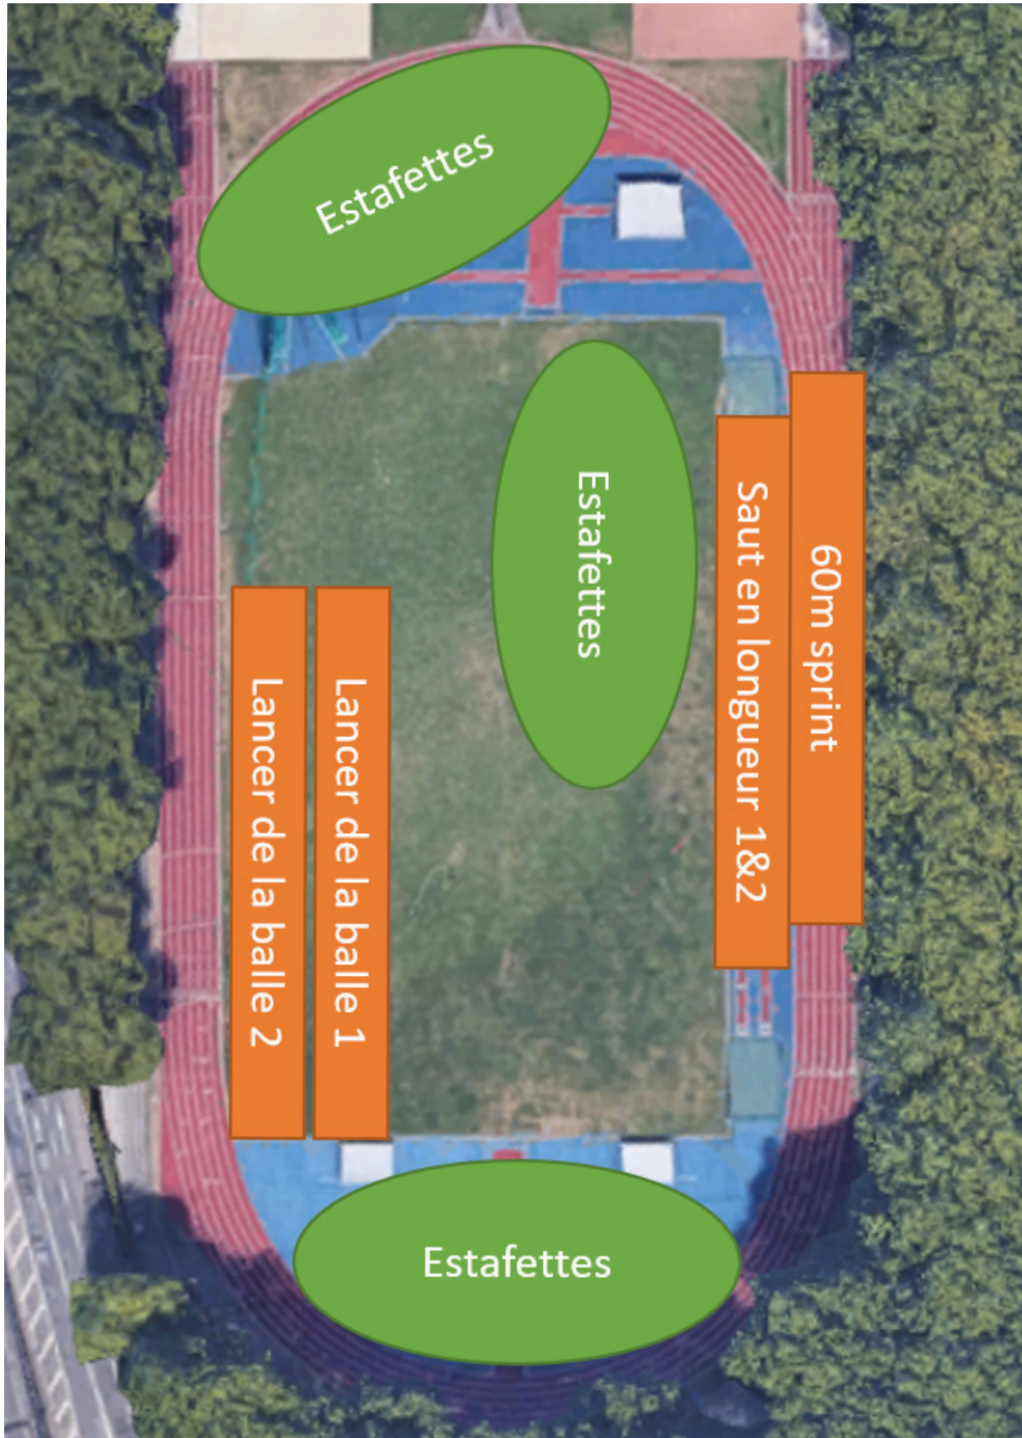 Estafettes
Estafettes
60m sprint
Saut en longueur 1&2
Lancer de la balle 1
Lancer de la balle 2
Estafettes